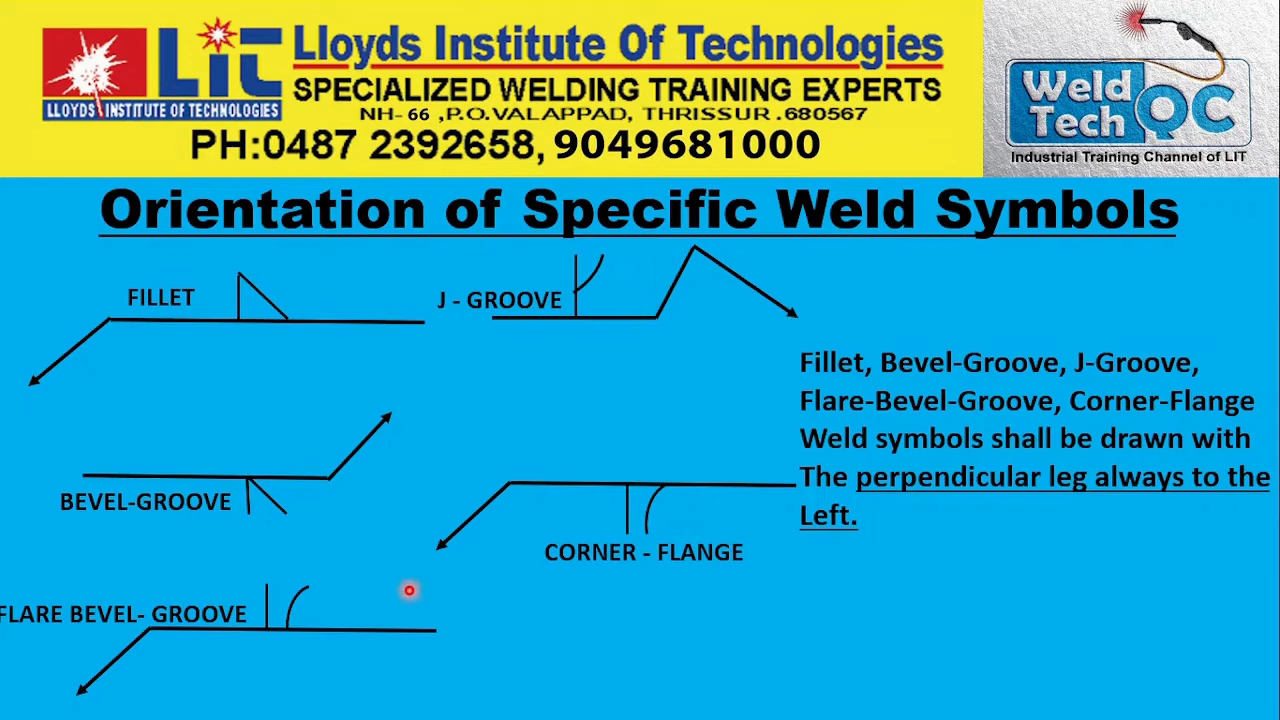 LiT
LLOYDS INSTITUTE OF TECHNOLOGIES
Lloyds Institute Of Technologies
SPECIALIZED WELDING TRAINING EXPERTS
NH- 66 ,P.O.VALAPPAD, THRISSUR .680567
PH:0487 2392658, 9049681000
Weld
Tech QC
Industrial Training Channel of LIT
Orientation of Specific Weld Symbols
FILLET
J - GROOVE
Fillet, Bevel-Groove, J-Groove,
Flare-Bevel-Groove, Corner-Flange
Weld symbols shall be drawn with
The perpendicular leg always to the
Left.
BEVEL-GROOVE
CORNER - FLANGE
FLARE BEVEL- GROOVE